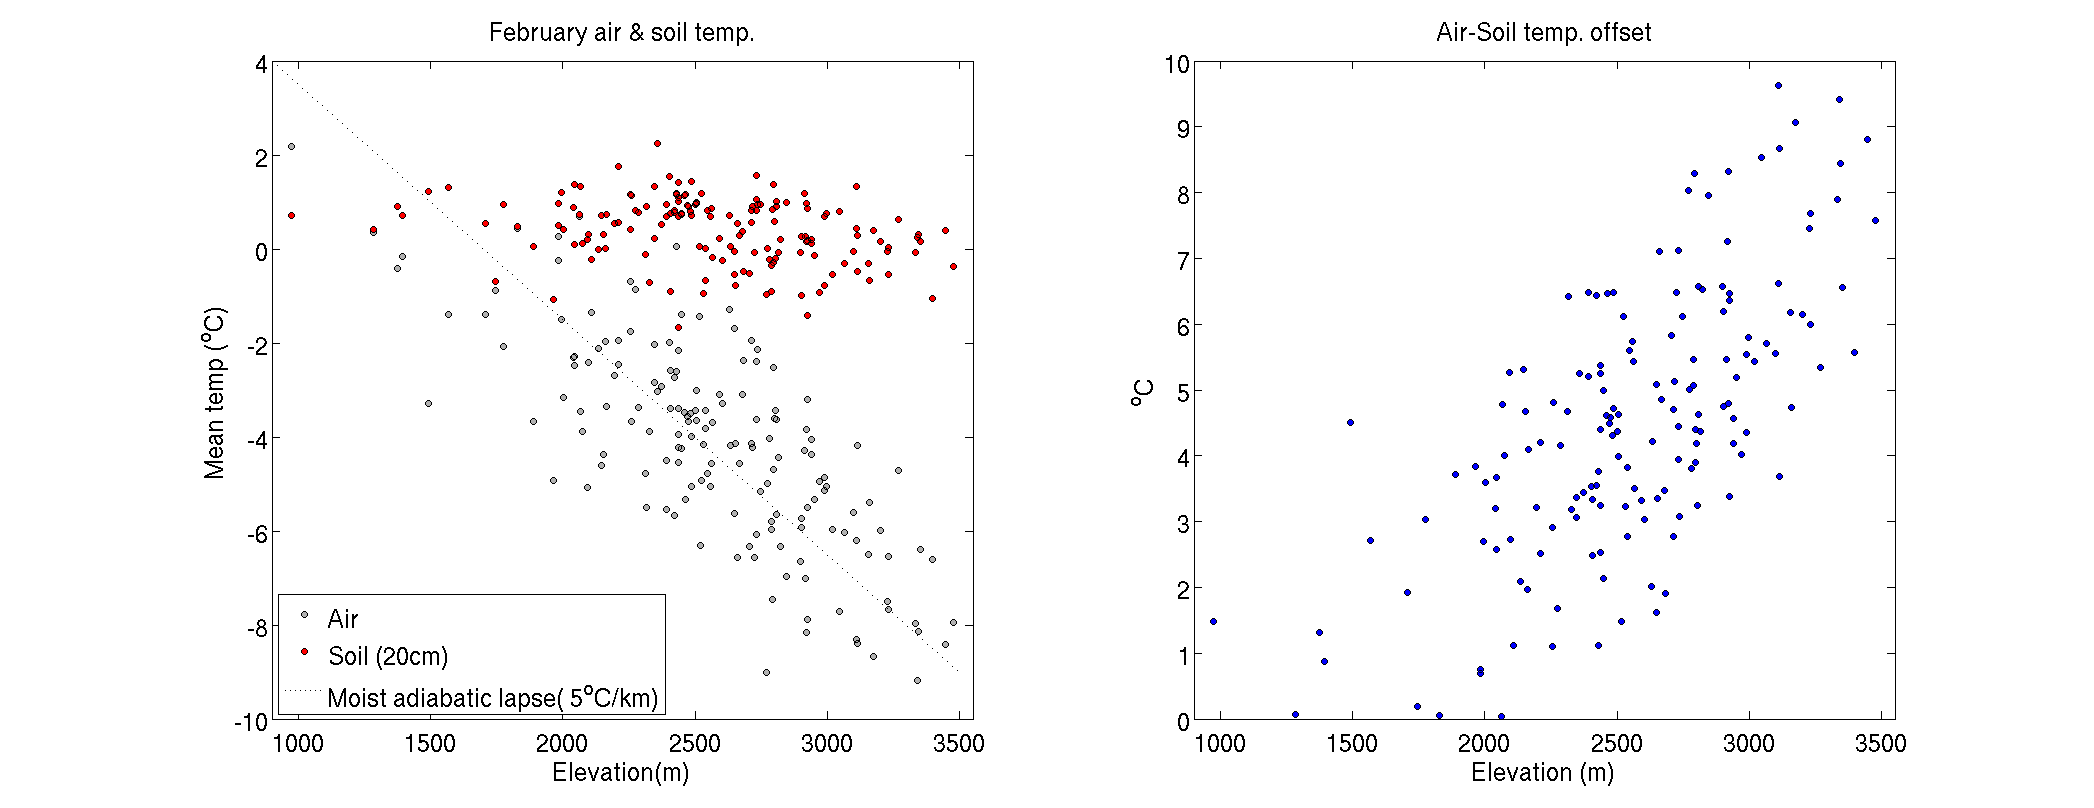 February air & soil temp.
4
2
0
-2
-4
-6
-8
-10
Mean temp (°C)
Air
Soil (20cm)
Moist adiabatic lapse( 5°C/km)
1000 1500 2000 2500 3000 3500
Elevation(m)
Air-Soil temp. offset
10
9
8
7
6
5
4
3
2
1
0
°C
1000 1500 2000 2500 3000 3500
Elevation (m)